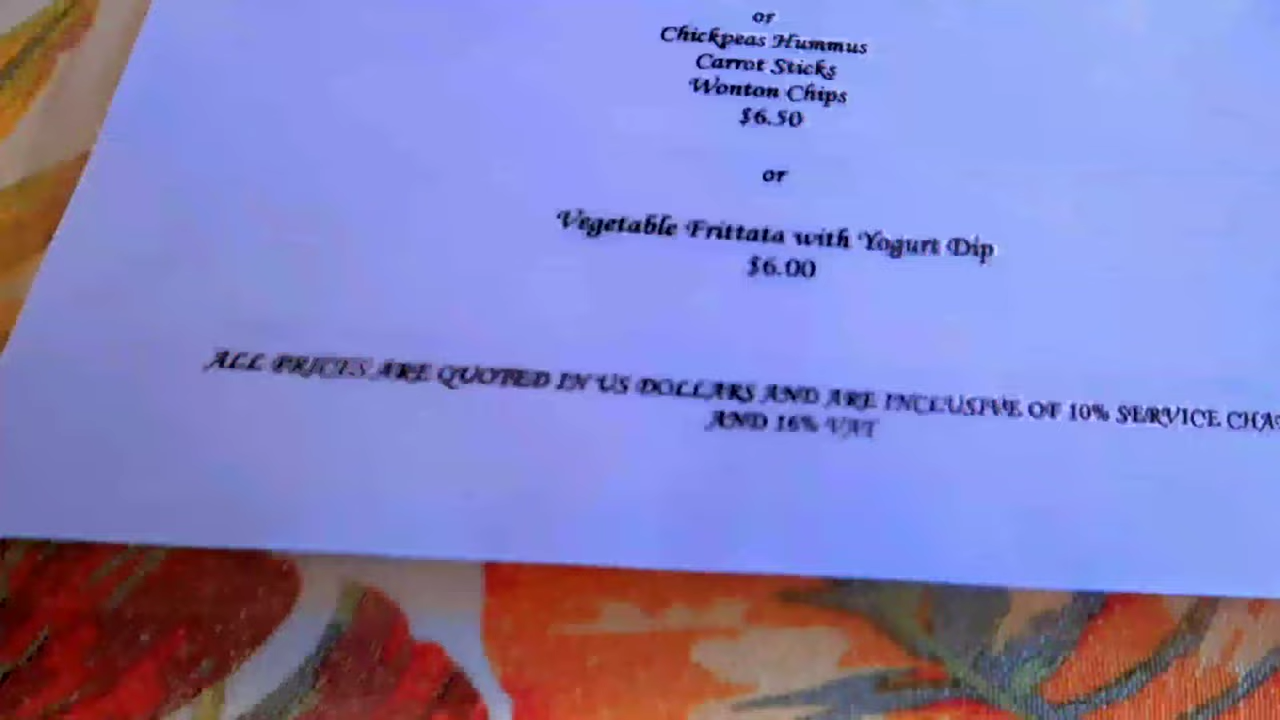 or
Chickpeas Hummus
Carrot Sticks
Wonton Chips
$6.50
or
Vegetable Frittata with Yogurt Dip
$6.00
ALL PRICES ARE QUOTED IN US DOLLARS AND ARE INCLUSIVE OF 10% SERVICE
AND 16% VAT